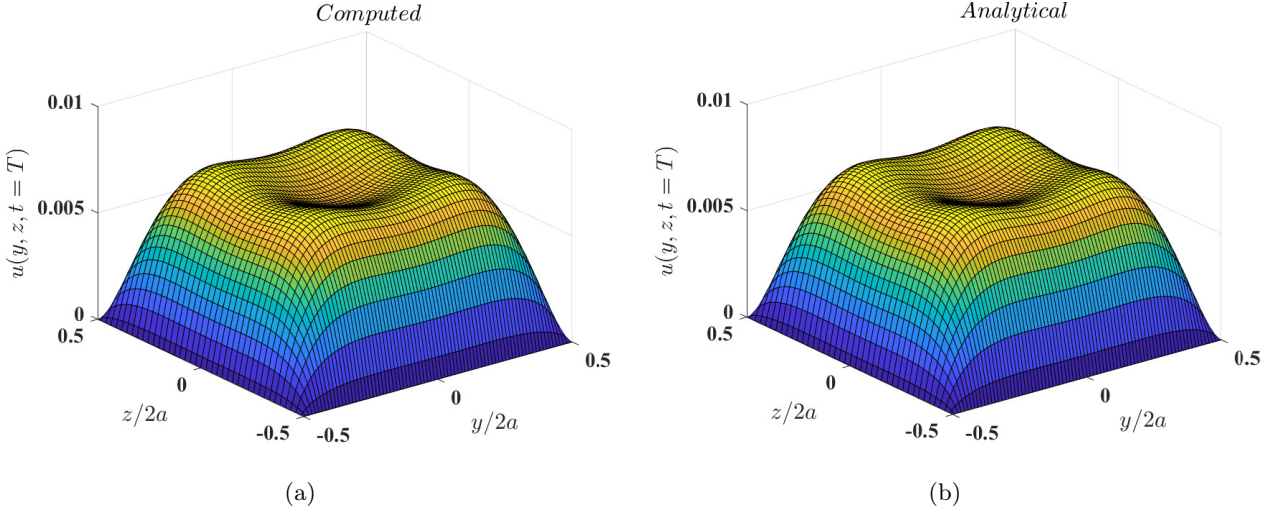 Computed
0.01
0.005
0
u(y, z, t = T)
0.5
0
-0.5
z/2a
-0.5
0
0.5
y/2a
(a)
Analytical
0.01
0.005
0
u(y, z, t = T)
0.5
0
-0.5
z/2a
-0.5
0
0.5
y/2a
(b)